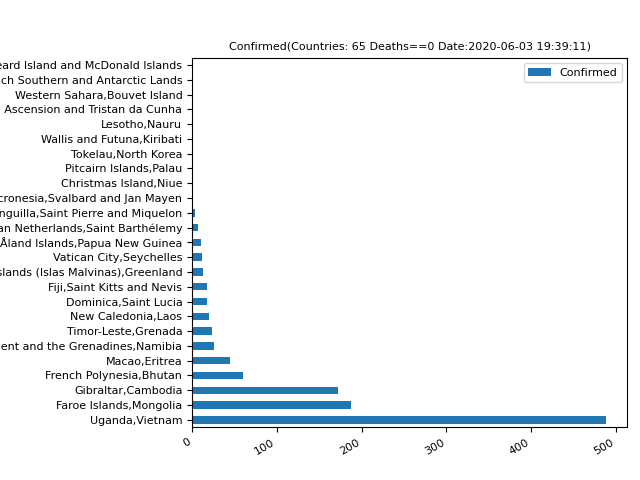 Confirmed(Countries: 65 Deaths==0 Date:2020-06-03 19:39:11)
Confirmed
eard Island and McDonald Islands
ch Southern and Antarctic Lands
Western Sahara,Bouvet Island
Ascension and Tristan da Cunha
Lesotho,Nauru
Wallis and Futuna,Kiribati
Tokelau,North Korea
Pitcairn Islands,Palau
Christmas Island,Niue
cronesia,Svalbard and Jan Mayen
nguilla,Saint Pierre and Miquelon
an Netherlands,Saint Barthélemy
Åland Islands,Papua New Guinea
Vatican City,Seychelles
slands (Islas Malvinas),Greenland
Fiji,Saint Kitts and Nevis
Dominica,Saint Lucia
New Caledonia,Laos
Timor-Leste,Grenada
ent and the Grenadines,Namibia
Macao,Eritrea
French Polynesia,Bhutan
Gibraltar,Cambodia
Faroe Islands,Mongolia
Uganda,Vietnam
0 100 200 300 400 500